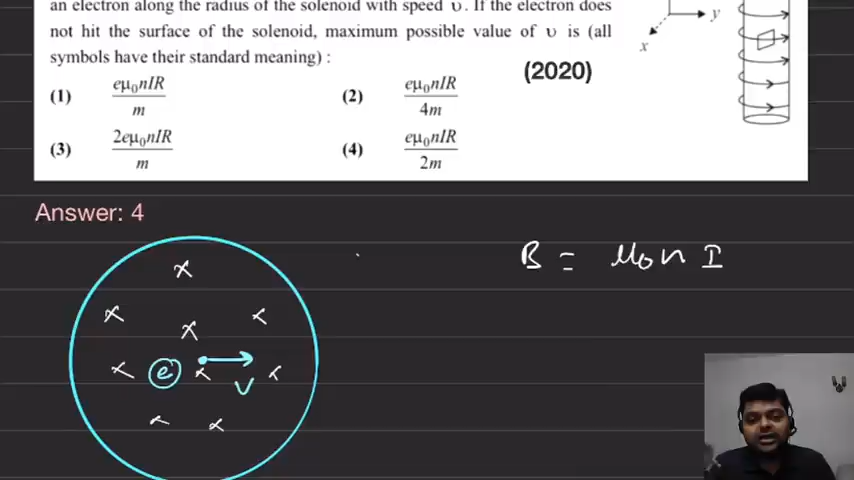 an electron along the radius of the solenoid with speed υ. If the electron does
not hit the surface of the solenoid, maximum possible value of υ is (all
symbols have their standard meaning) :
(2020)
(1) eμ₀nIR/m
(2) eμ₀nIR/4m
(3) 2eμ₀nIR/m
(4) eμ₀nIR/2m
y
x
Answer: 4
B = μ₀ n I
x
x
x
x
x
e
x
x
x
x
V